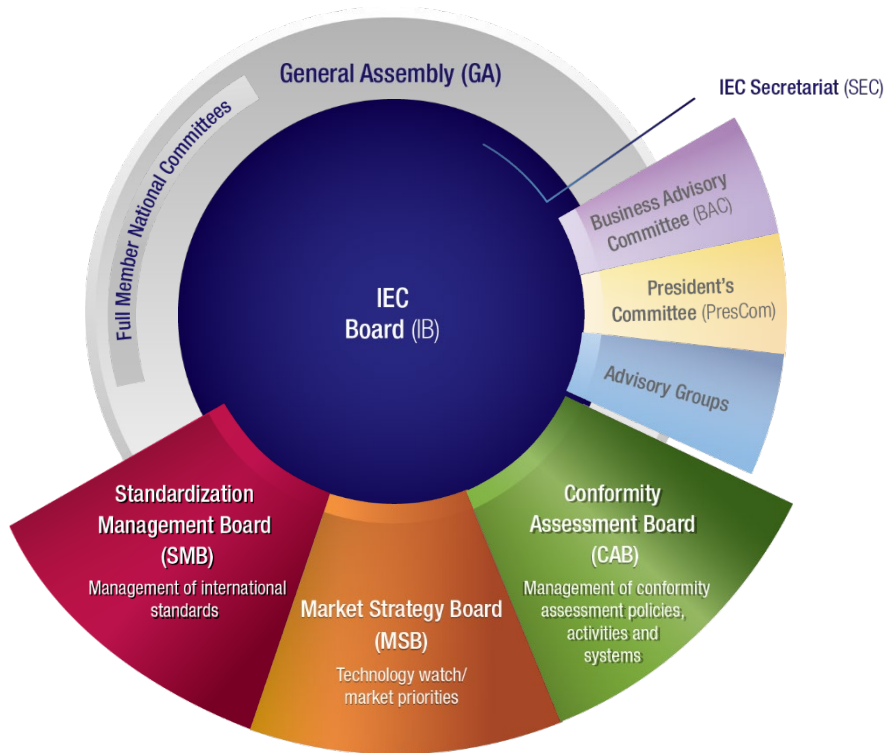 General Assembly (GA)
Full Member National Committees
IEC Secretariat (SEC)
Business Advisory
Committee (BAC)
President's
Committee (PresCom)
Advisory Groups
IEC
Board (IB)
Standardization
Management Board
(SMB)
Management of international
standards
Market Strategy Board
(MSB)
Technology watch/
market priorities
Conformity
Assessment Board
(CAB)
Management of conformity
assessment policies,
activities and
systems